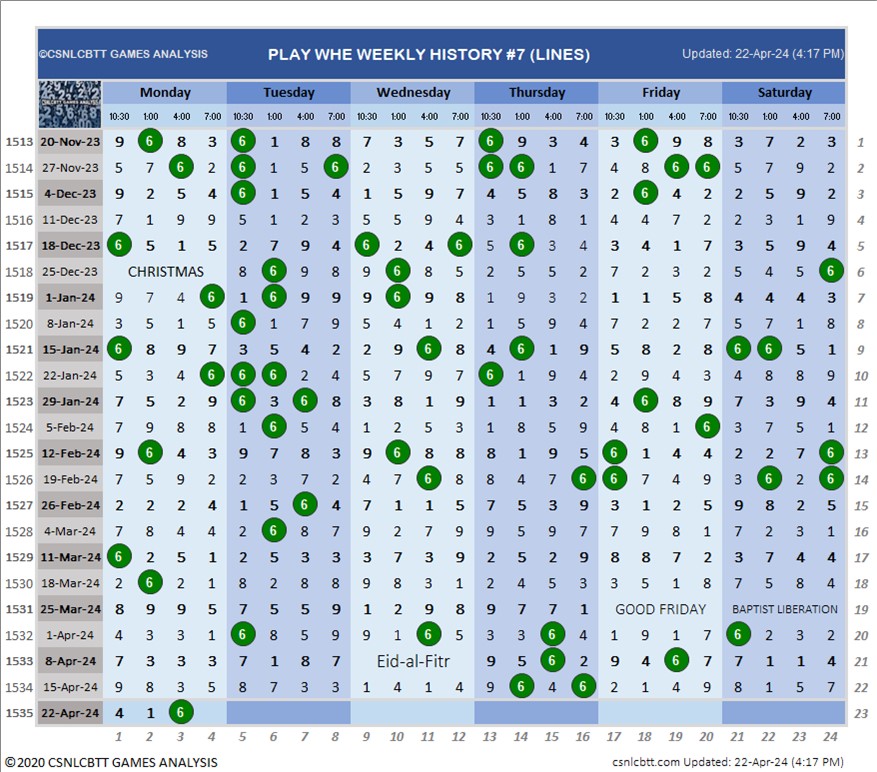 ©CSNLCBTT GAMES ANALYSIS PLAY WHE WEEKLY HISTORY #7 (LINES) Updated: 22-Apr-24 (4:17 PM)
CSNLCBTT GAMES ANALYSIS
Monday Tuesday Wednesday Thursday Friday Saturday
10:30 1:00 4:00 7:00 10:30 1:00 4:00 7:00 10:30 1:00 4:00 7:00 10:30 1:00 4:00 7:00 10:30 1:00 4:00 7:00 10:30 1:00 4:00 7:00
1513 20-Nov-23 9 6 8 3 6 1 8 8 7 3 5 7 6 9 3 4 3 6 9 8 3 7 2 3 1
1514 27-Nov-23 5 7 6 2 6 1 5 6 2 3 5 5 6 6 1 7 4 8 6 6 5 7 9 2 2
1515 4-Dec-23 9 2 5 4 6 1 5 4 1 5 9 7 4 5 8 3 2 6 4 2 2 5 9 2 3
1516 11-Dec-23 7 1 9 9 5 1 2 3 5 5 9 4 3 1 8 1 4 4 7 2 2 3 1 9 4
1517 18-Dec-23 6 5 1 5 2 7 9 4 6 2 4 6 5 6 3 4 3 4 1 7 3 5 9 4 5
1518 25-Dec-23 CHRISTMAS 8 6 9 8 9 6 8 5 2 5 5 2 7 2 3 2 5 4 5 6 6
1519 1-Jan-24 9 7 4 6 1 6 9 9 9 6 9 8 1 9 3 2 1 1 5 8 4 4 4 3 7
1520 8-Jan-24 3 5 1 5 6 1 7 9 5 4 1 2 1 5 9 4 7 2 2 7 5 7 1 8 8
1521 15-Jan-24 6 8 9 7 3 5 4 2 2 9 6 8 4 6 1 9 5 8 2 8 6 6 5 1 9
1522 22-Jan-24 5 3 4 6 6 6 2 4 5 7 9 7 6 1 9 4 2 9 4 3 4 8 8 9 10
1523 29-Jan-24 7 5 2 9 6 3 6 8 3 8 1 9 1 1 3 2 4 6 8 9 7 3 9 4 11
1524 5-Feb-24 7 9 8 8 1 6 5 4 1 2 5 3 1 8 5 9 4 8 1 6 3 7 5 1 12
1525 12-Feb-24 9 6 4 3 9 7 8 3 9 6 8 8 8 1 9 5 6 1 4 4 2 2 7 6 13
1526 19-Feb-24 7 5 9 2 2 3 7 2 4 7 6 8 8 4 7 6 6 7 4 9 3 6 2 6 14
1527 26-Feb-24 2 2 2 4 1 5 6 4 7 1 1 5 7 5 3 9 3 1 2 5 9 8 2 5 15
1528 4-Mar-24 7 8 4 4 2 6 8 7 9 2 7 9 9 5 9 7 7 9 8 1 7 2 3 1 16
1529 11-Mar-24 6 2 5 1 2 5 3 3 3 7 3 9 2 5 2 9 8 8 7 2 3 7 4 4 17
1530 18-Mar-24 2 6 2 1 8 2 8 8 9 8 3 1 2 4 5 3 3 5 1 8 7 5 8 4 18
1531 25-Mar-24 8 9 9 5 7 5 5 9 1 2 9 8 9 7 7 1 GOOD FRIDAY BAPTIST LIBERATION 19
1532 1-Apr-24 4 3 3 1 6 8 5 9 9 1 6 5 3 3 6 4 1 9 1 7 6 2 3 2 20
1533 8-Apr-24 7 3 3 3 7 1 8 7 Eid-al-Fitr 9 5 6 2 9 4 6 7 7 1 1 4 21
1534 15-Apr-24 9 8 3 5 8 7 3 3 1 4 1 4 9 6 4 6 2 1 4 9 8 1 5 7 22
1535 22-Apr-24 4 1 6 23
1 2 3 4 5 6 7 8 9 10 11 12 13 14 15 16 17 18 19 20 21 22 23 24
©2020 CSNLCBTT GAMES ANALYSIS csnlcbtt.com Updated: 22-Apr-24 (4:17 PM)